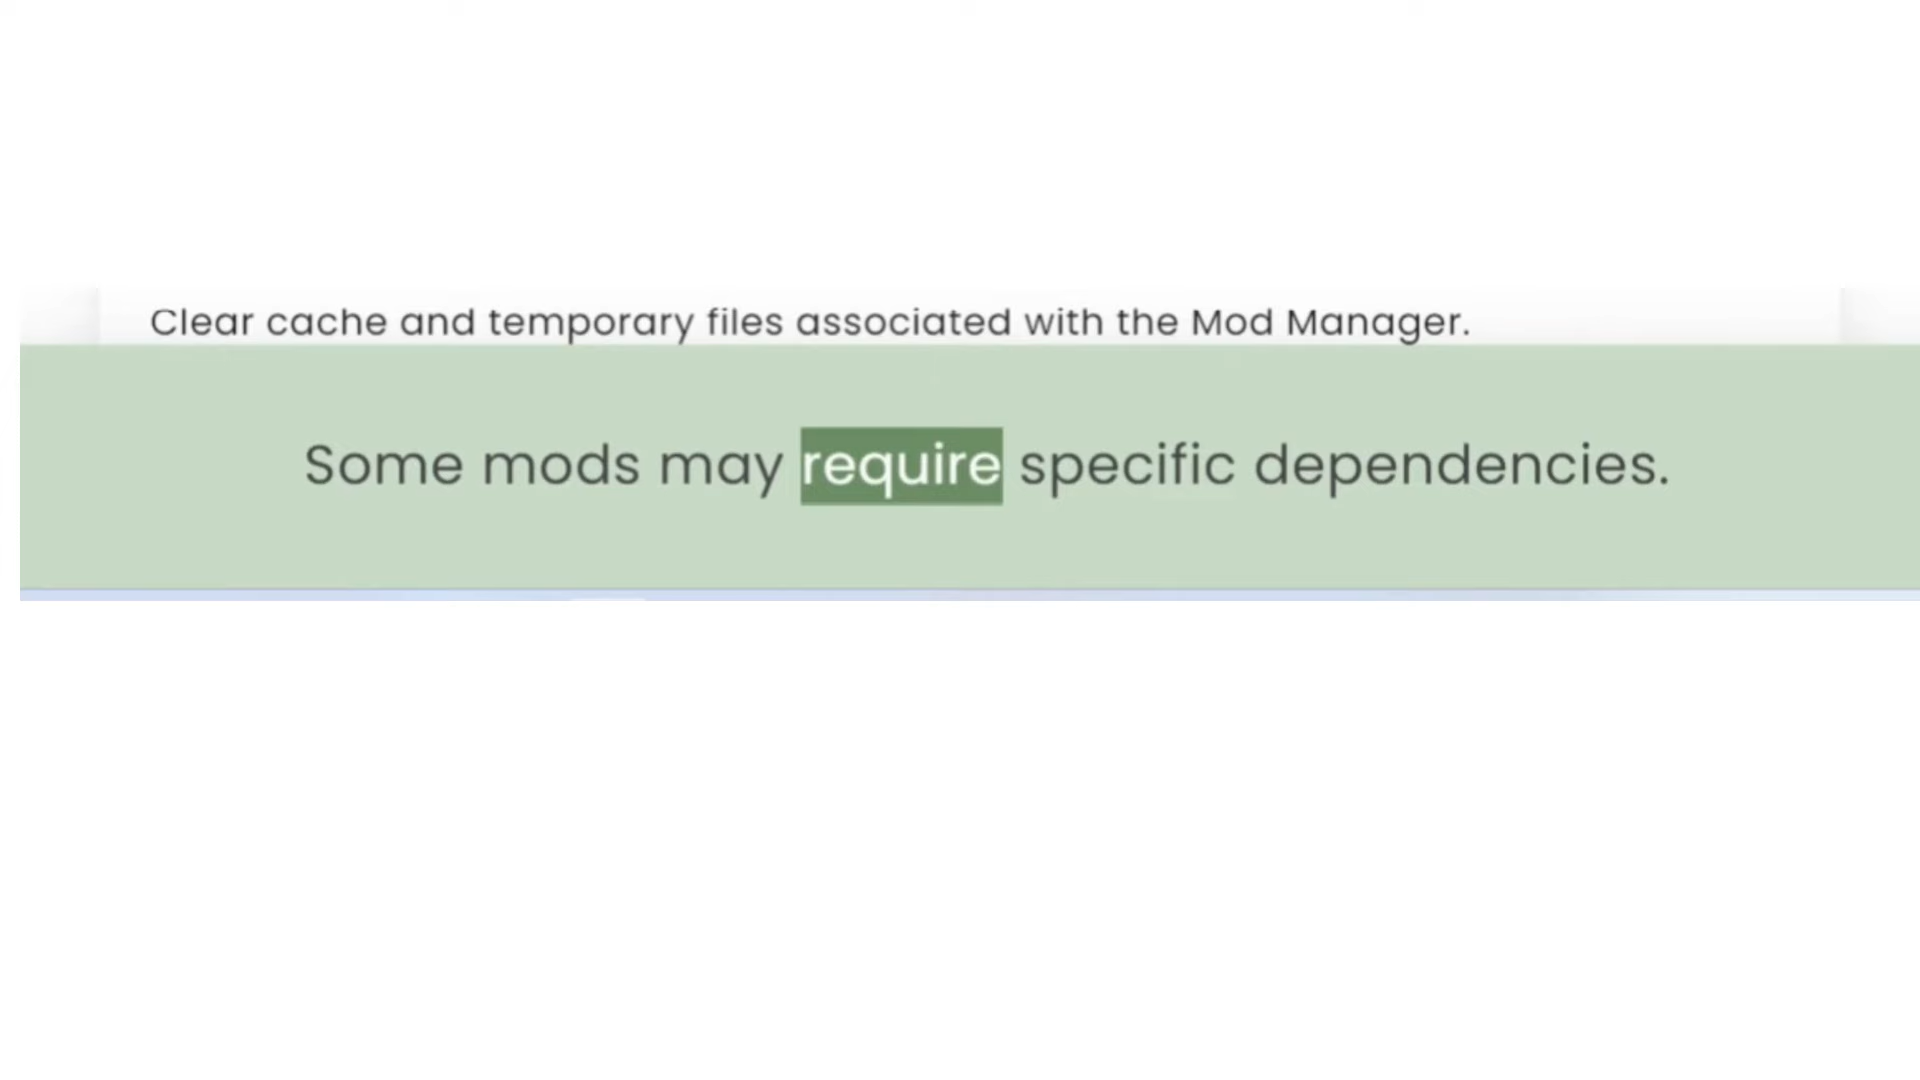 Clear cache and temporary files associated with the Mod Manager.
Some mods may require specific dependencies.